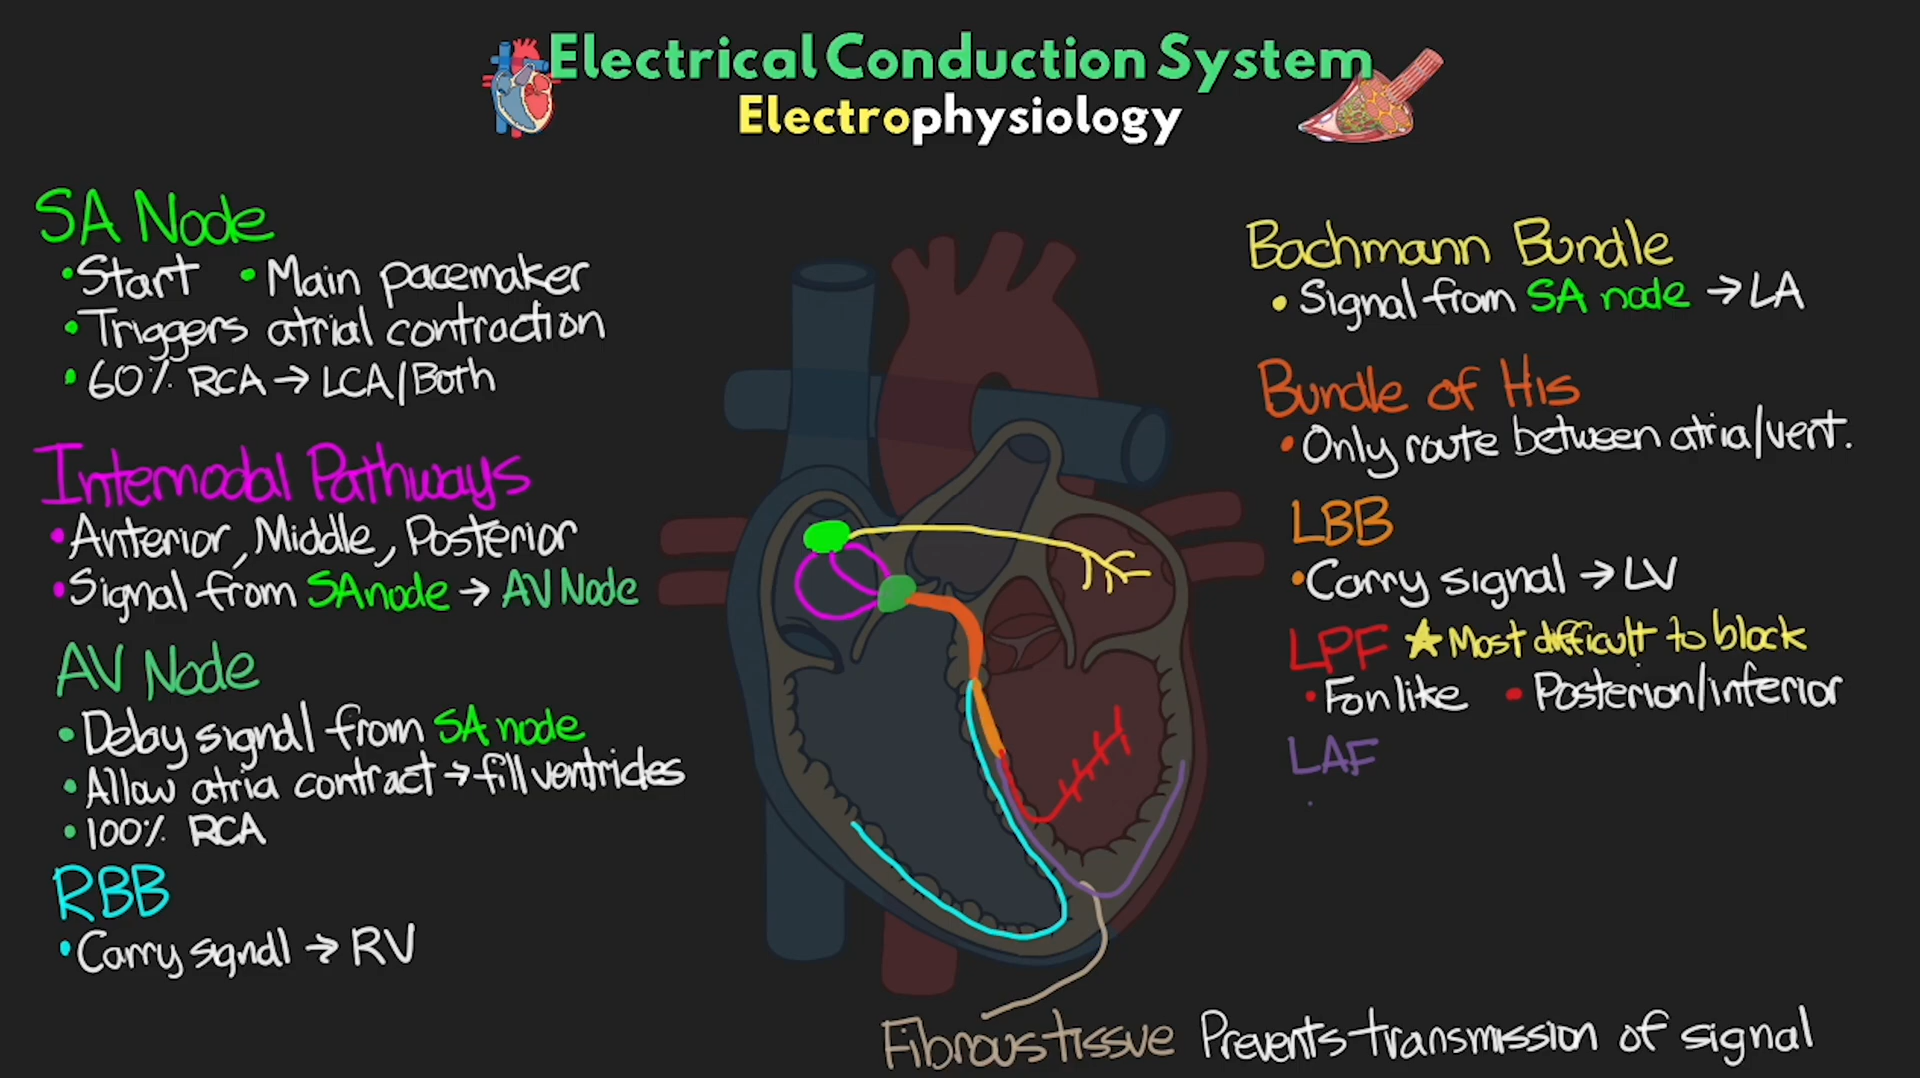 Electrical Conduction System
Electrophysiology
SA Node
•Start •Main pacemaker
•Triggers atrial contraction
•60% RCA → LCA/Both
Internodal Pathways
•Anterior, Middle, Posterior
•Signal from SA node → AV Node
AV Node
•Delay signal from SA node
•Allow atria contract → fill ventricles
•100% RCA
RBB
•Carry signal → RV
Bachmann Bundle
•Signal from SA node → LA
Bundle of His
•Only route between atria/vert.
LBB
•Carry signal → LV
LPF ★Most difficult to block
•Fan like •Posterior/inferior
LAF
Fibrous tissue Prevents transmission of signal